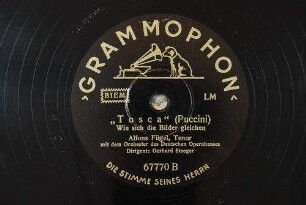 ›GRAMMOPHON‹
BIEM
LM
„Tosca“ (Puccini)
Wie sich die Bilder gleichen
Alfons Fügel, Tenor
mit dem Orchester des Deutschen Opernhauses
Dirigent: Gerhard Steeger
67770 B
DIE STIMME SEINES HERRN